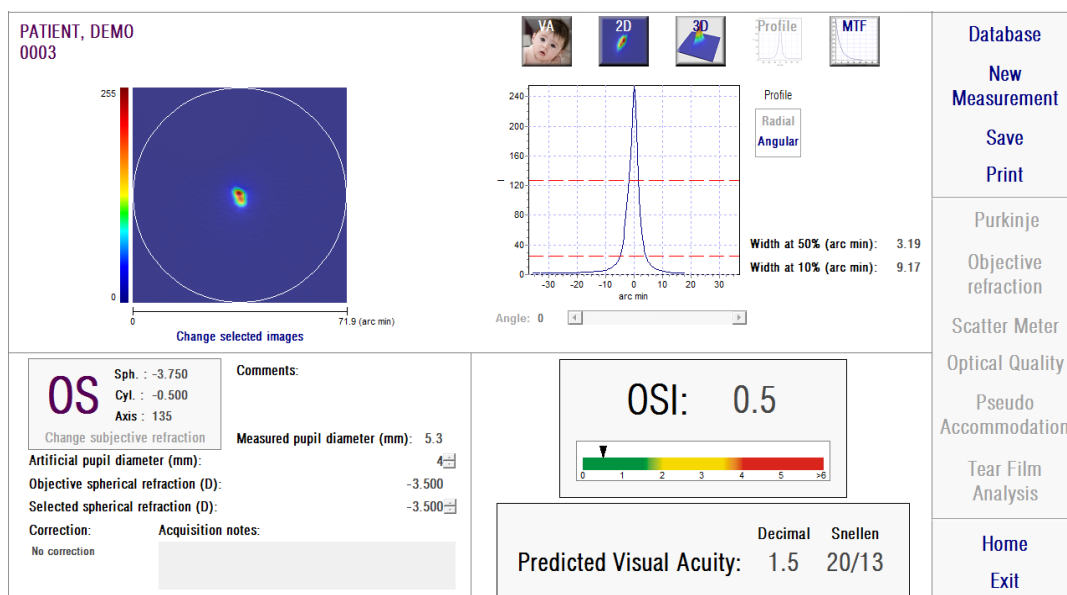 PATIENT, DEMO
0003
VA
2D
3D
Profile
MTF
255
0
0
71.9 (arc min)
Change selected images
240
200
160
120
80
40
0
I
-30 -20 -10 0 10 20 30
arc min
Profile
Radial
Angular
Width at 50% (arc min): 3.19
Width at 10% (arc min): 9.17
Angle: 0
OS
Sph. : -3.750
Cyl. : -0.500
Axis : 135
Change subjective refraction
Comments:
Measured pupil diameter (mm): 5.3
Artificial pupil diameter (mm): 4
Objective spherical refraction (D): -3.500
Selected spherical refraction (D): -3.500
Correction:
No correction
Acquisition notes:
OSI: 0.5
0 1 2 3 4 5 >6
Decimal Snellen
Predicted Visual Acuity: 1.5 20/13
Database
New
Measurement
Save
Print
Purkinje
Objective
refraction
Scatter Meter
Optical Quality
Pseudo
Accommodation
Tear Film
Analysis
Home
Exit